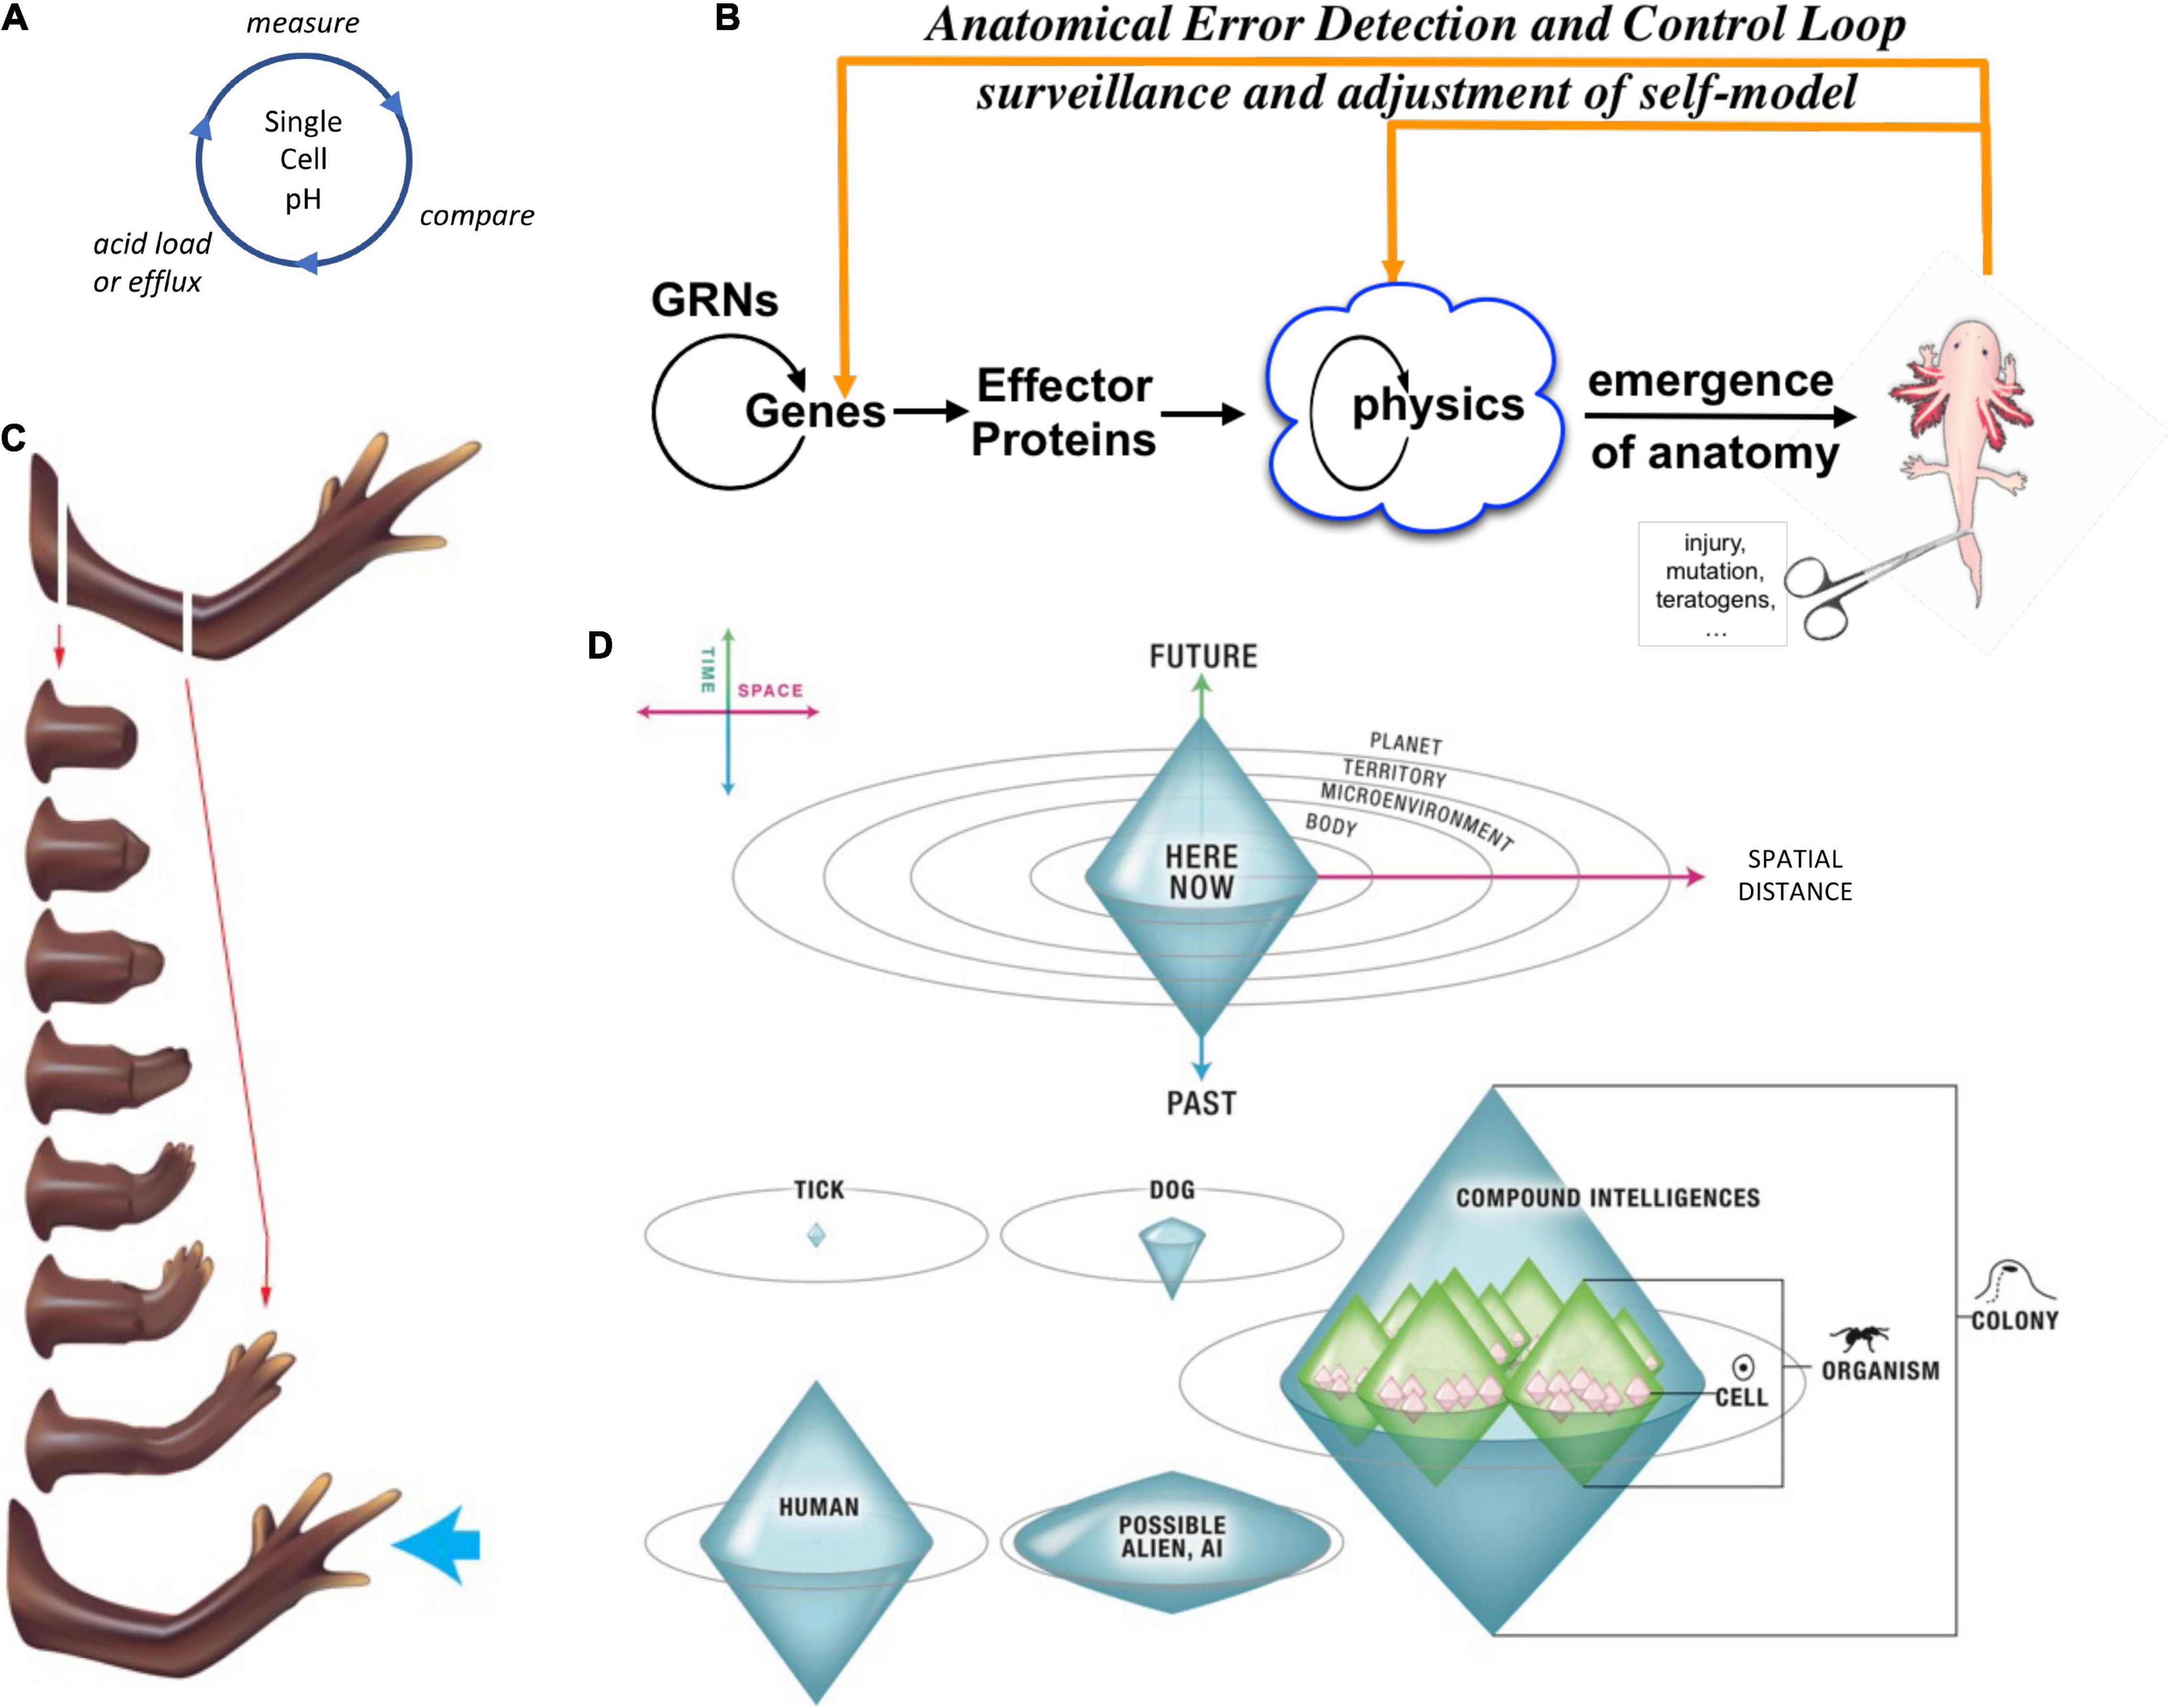 A
measure
Single
Cell
pH
compare
acid load
or efflux
B
Anatomical Error Detection and Control Loop
surveillance and adjustment of self-model
GRNs
Genes
Effector
Proteins
physics
emergence
of anatomy
injury,
mutation,
teratogens,
...
C
D
TIME
SPACE
FUTURE
PLANET
TERRITORY
MICROENVIRONMENT
BODY
HERE
NOW
SPATIAL
DISTANCE
PAST
TICK
DOG
COMPOUND INTELLIGENCES
COLONY
ORGANISM
CELL
HUMAN
POSSIBLE
ALIEN, AI